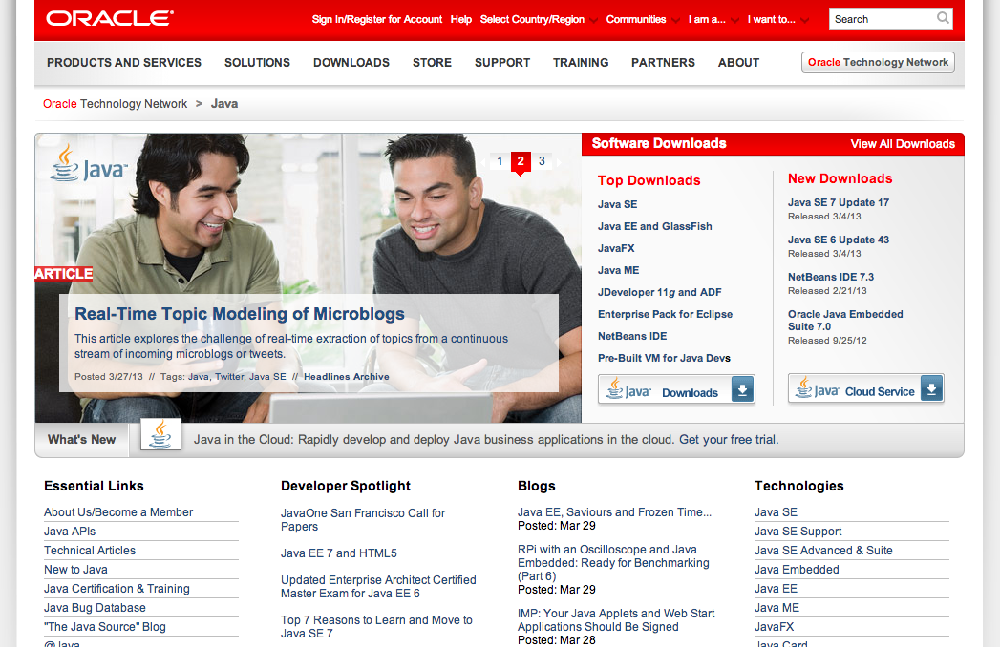 ORACLE
Sign In/Register for Account Help Select Country/Region Communities I am a... I want to... Search
PRODUCTS AND SERVICES SOLUTIONS DOWNLOADS STORE SUPPORT TRAINING PARTNERS ABOUT Oracle Technology Network
Oracle Technology Network > Java
Java
1 2 3
ARTICLE
Real-Time Topic Modeling of Microblogs
This article explores the challenge of real-time extraction of topics from a continuous
stream of incoming microblogs or tweets.
Posted 3/27/13 // Tags: Java, Twitter, Java SE // Headlines Archive
Software Downloads View All Downloads
Top Downloads
Java SE
Java EE and GlassFish
JavaFX
Java ME
JDeveloper 11g and ADF
Enterprise Pack for Eclipse
NetBeans IDE
Pre-Built VM for Java Devs
Java Downloads
New Downloads
Java SE 7 Update 17
Released 3/4/13
Java SE 6 Update 43
Released 3/4/13
NetBeans IDE 7.3
Released 2/21/13
Oracle Java Embedded
Suite 7.0
Released 9/25/12
Java Cloud Service
What's New Java in the Cloud: Rapidly develop and deploy Java business applications in the cloud. Get your free trial.
Essential Links
About Us/Become a Member
Java APIs
Technical Articles
New to Java
Java Certification & Training
Java Bug Database
"The Java Source" Blog
@Java
Developer Spotlight
JavaOne San Francisco Call for
Papers
Java EE 7 and HTML5
Updated Enterprise Architect Certified
Master Exam for Java EE 6
Top 7 Reasons to Learn and Move to
Java SE 7
Blogs
Java EE, Saviours and Frozen Time...
Posted: Mar 29
RPi with an Oscilloscope and Java
Embedded: Ready for Benchmarking
(Part 6)
Posted: Mar 29
IMP: Your Java Applets and Web Start
Applications Should Be Signed
Posted: Mar 28
Technologies
Java SE
Java SE Support
Java SE Advanced & Suite
Java Embedded
Java EE
Java ME
JavaFX
Java Card